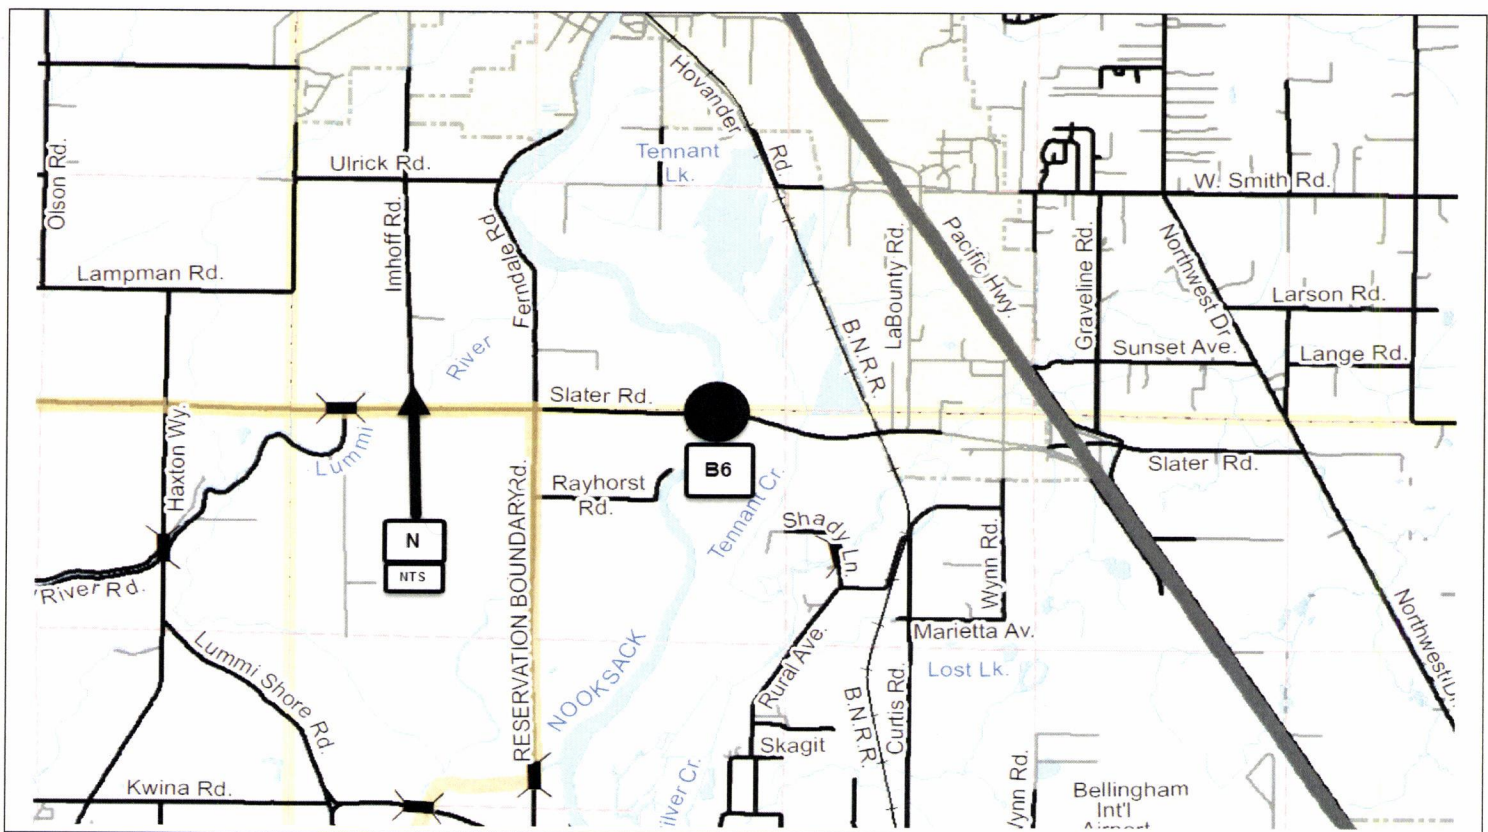 Hovander
Rd.
Tennant
Lk.
Olson Rd.
Ulrick Rd.
W. Smith Rd.
Imhoff Rd.
Ferndale Rd.
LaBounty Rd.
Pacific Hwy.
Graveline Rd.
Northwest Dr
Lampman Rd.
Larson Rd.
River
B.N.R.R.
Sunset Ave.
Lange Rd.
Slater Rd.
Haxton Wy.
Lummi
B6
Slater Rd.
Rayhorst
Rd.
RESERVATION BOUNDARY Rd.
Tennant Cr.
Shady Ln.
Wynn Rd.
N
NTS
River Rd.
Northwest Dr.
Marietta Av.
Lummi Shore Rd.
NOOKSACK
Rural Ave.
Lost Lk.
B.N.R.R.
Curtis Rd.
Skagit
Kwina Rd.
ilver Cr.
Wynn Rd.
Bellingham
Int'l
Airport